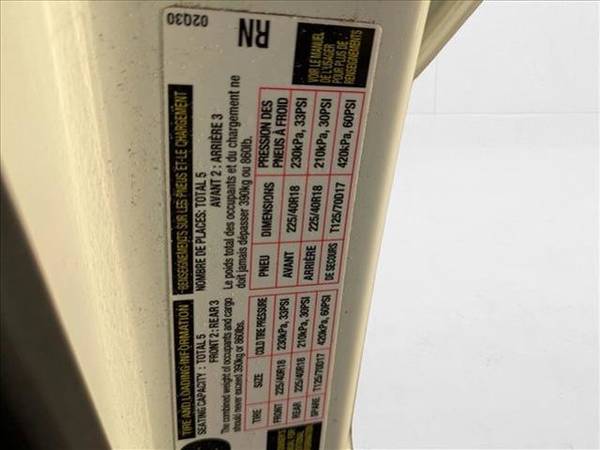 TIRE AND LOADING INFORMATION
SEATING CAPACITY : TOTAL 5
FRONT 2 : REAR 3
The combined weight of occupants and cargo
should never exceed 390kg or 860lbs.
TIRE SIZE COLD TIRE PRESSURE
FRONT 225/40R18 230kPa, 33PSI
REAR 225/40R18 210kPa, 30PSI
SPARE T125/70D17 420kPa, 60PSI
RENSEIGNEMENTS SUR LES PNEUS ET LE CHARGEMENT
NOMBRE DE PLACES: TOTAL 5
AVANT 2 : ARRIÈRE 3
Le poids total des occupants et du chargement ne
doit jamais dépasser 390kg ou 860lb.
PNEU DIMENSIONS PRESSION DES PNEUS À FROID
AVANT 225/40R18 230kPa, 33PSI
ARRIÈRE 225/40R18 210kPa, 30PSI
DE SECOURS T125/70D17 420kPa, 60PSI
VOIR LE MANUEL
DE L'USAGER
POUR PLUS DE
RENSEIGNEMENTS
02Q30
RN